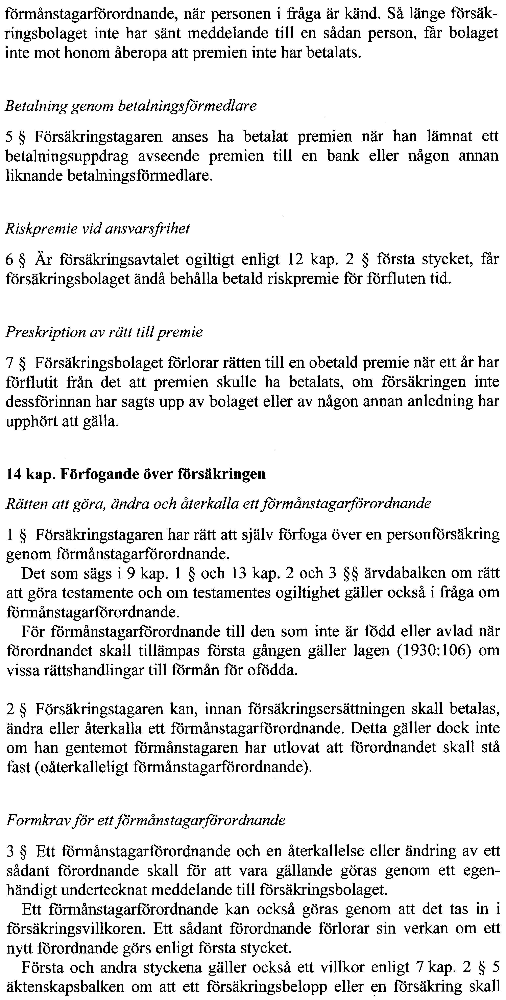 förmånstagarförordnande, när personen i fråga är känd. Så länge försäk-
ringsbolaget inte har sänt meddelande till en sådan person, får bolaget
inte mot honom åberopa att premien inte har betalats.
Betalning genom betalningsförmedlare
5 § Försäkringstagaren anses ha betalat premien när han lämnat ett
betalningsuppdrag avseende premien till en bank eller någon annan
liknande betalningsförmedlare.
Riskpremie vid ansvarsfrihet
6 § Är försäkringsavtalet ogiltigt enligt 12 kap. 2 § första stycket, får
försäkringsbolaget ändå behålla betald riskpremie för förfluten tid.
Preskription av rätt till premie
7 § Försäkringsbolaget förlorar rätten till en obetald premie när ett år har
förflutit från det att premien skulle ha betalats, om försäkringen inte
dessförinnan har sagts upp av bolaget eller av någon annan anledning har
upphört att gälla.
14 kap. Förfogande över försäkringen
Rätten att göra, ändra och återkalla ett förmånstagarförordnande
1 § Försäkringstagaren har rätt att själv förfoga över en personförsäkring
genom förmånstagarförordnande.
Det som sägs i 9 kap. 1 § och 13 kap. 2 och 3 §§ ärvdabalken om rätt
att göra testamente och om testamentes ogiltighet gäller också i fråga om
förmånstagarförordnande.
För förmånstagarförordnande till den som inte är född eller avlad när
förordnandet skall tillämpas första gången gäller lagen (1930:106) om
vissa rättshandlingar till förmån för ofödda.
2 § Försäkringstagaren kan, innan försäkringsersättningen skall betalas,
ändra eller återkalla ett förmånstagarförordnande. Detta gäller dock inte
om han gentemot förmånstagaren har utlovat att förordnandet skall stå
fast (oåterkalleligt förmånstagarförordnande).
Formkrav för ett förmånstagarförordnande
3 § Ett förmånstagarförordnande och en återkallelse eller ändring av ett
sådant förordnande skall för att vara gällande göras genom ett egen-
händigt undertecknat meddelande till försäkringsbolaget.
Ett förmånstagarförordnande kan också göras genom att det tas in i
försäkringsvillkoren. Ett sådant förordnande förlorar sin verkan om ett
nytt förordnande görs enligt första stycket.
Första och andra styckena gäller också ett villkor enligt 7 kap. 2 § 5
äktenskapsbalken om att ett försäkringsbelopp eller en försäkring skall